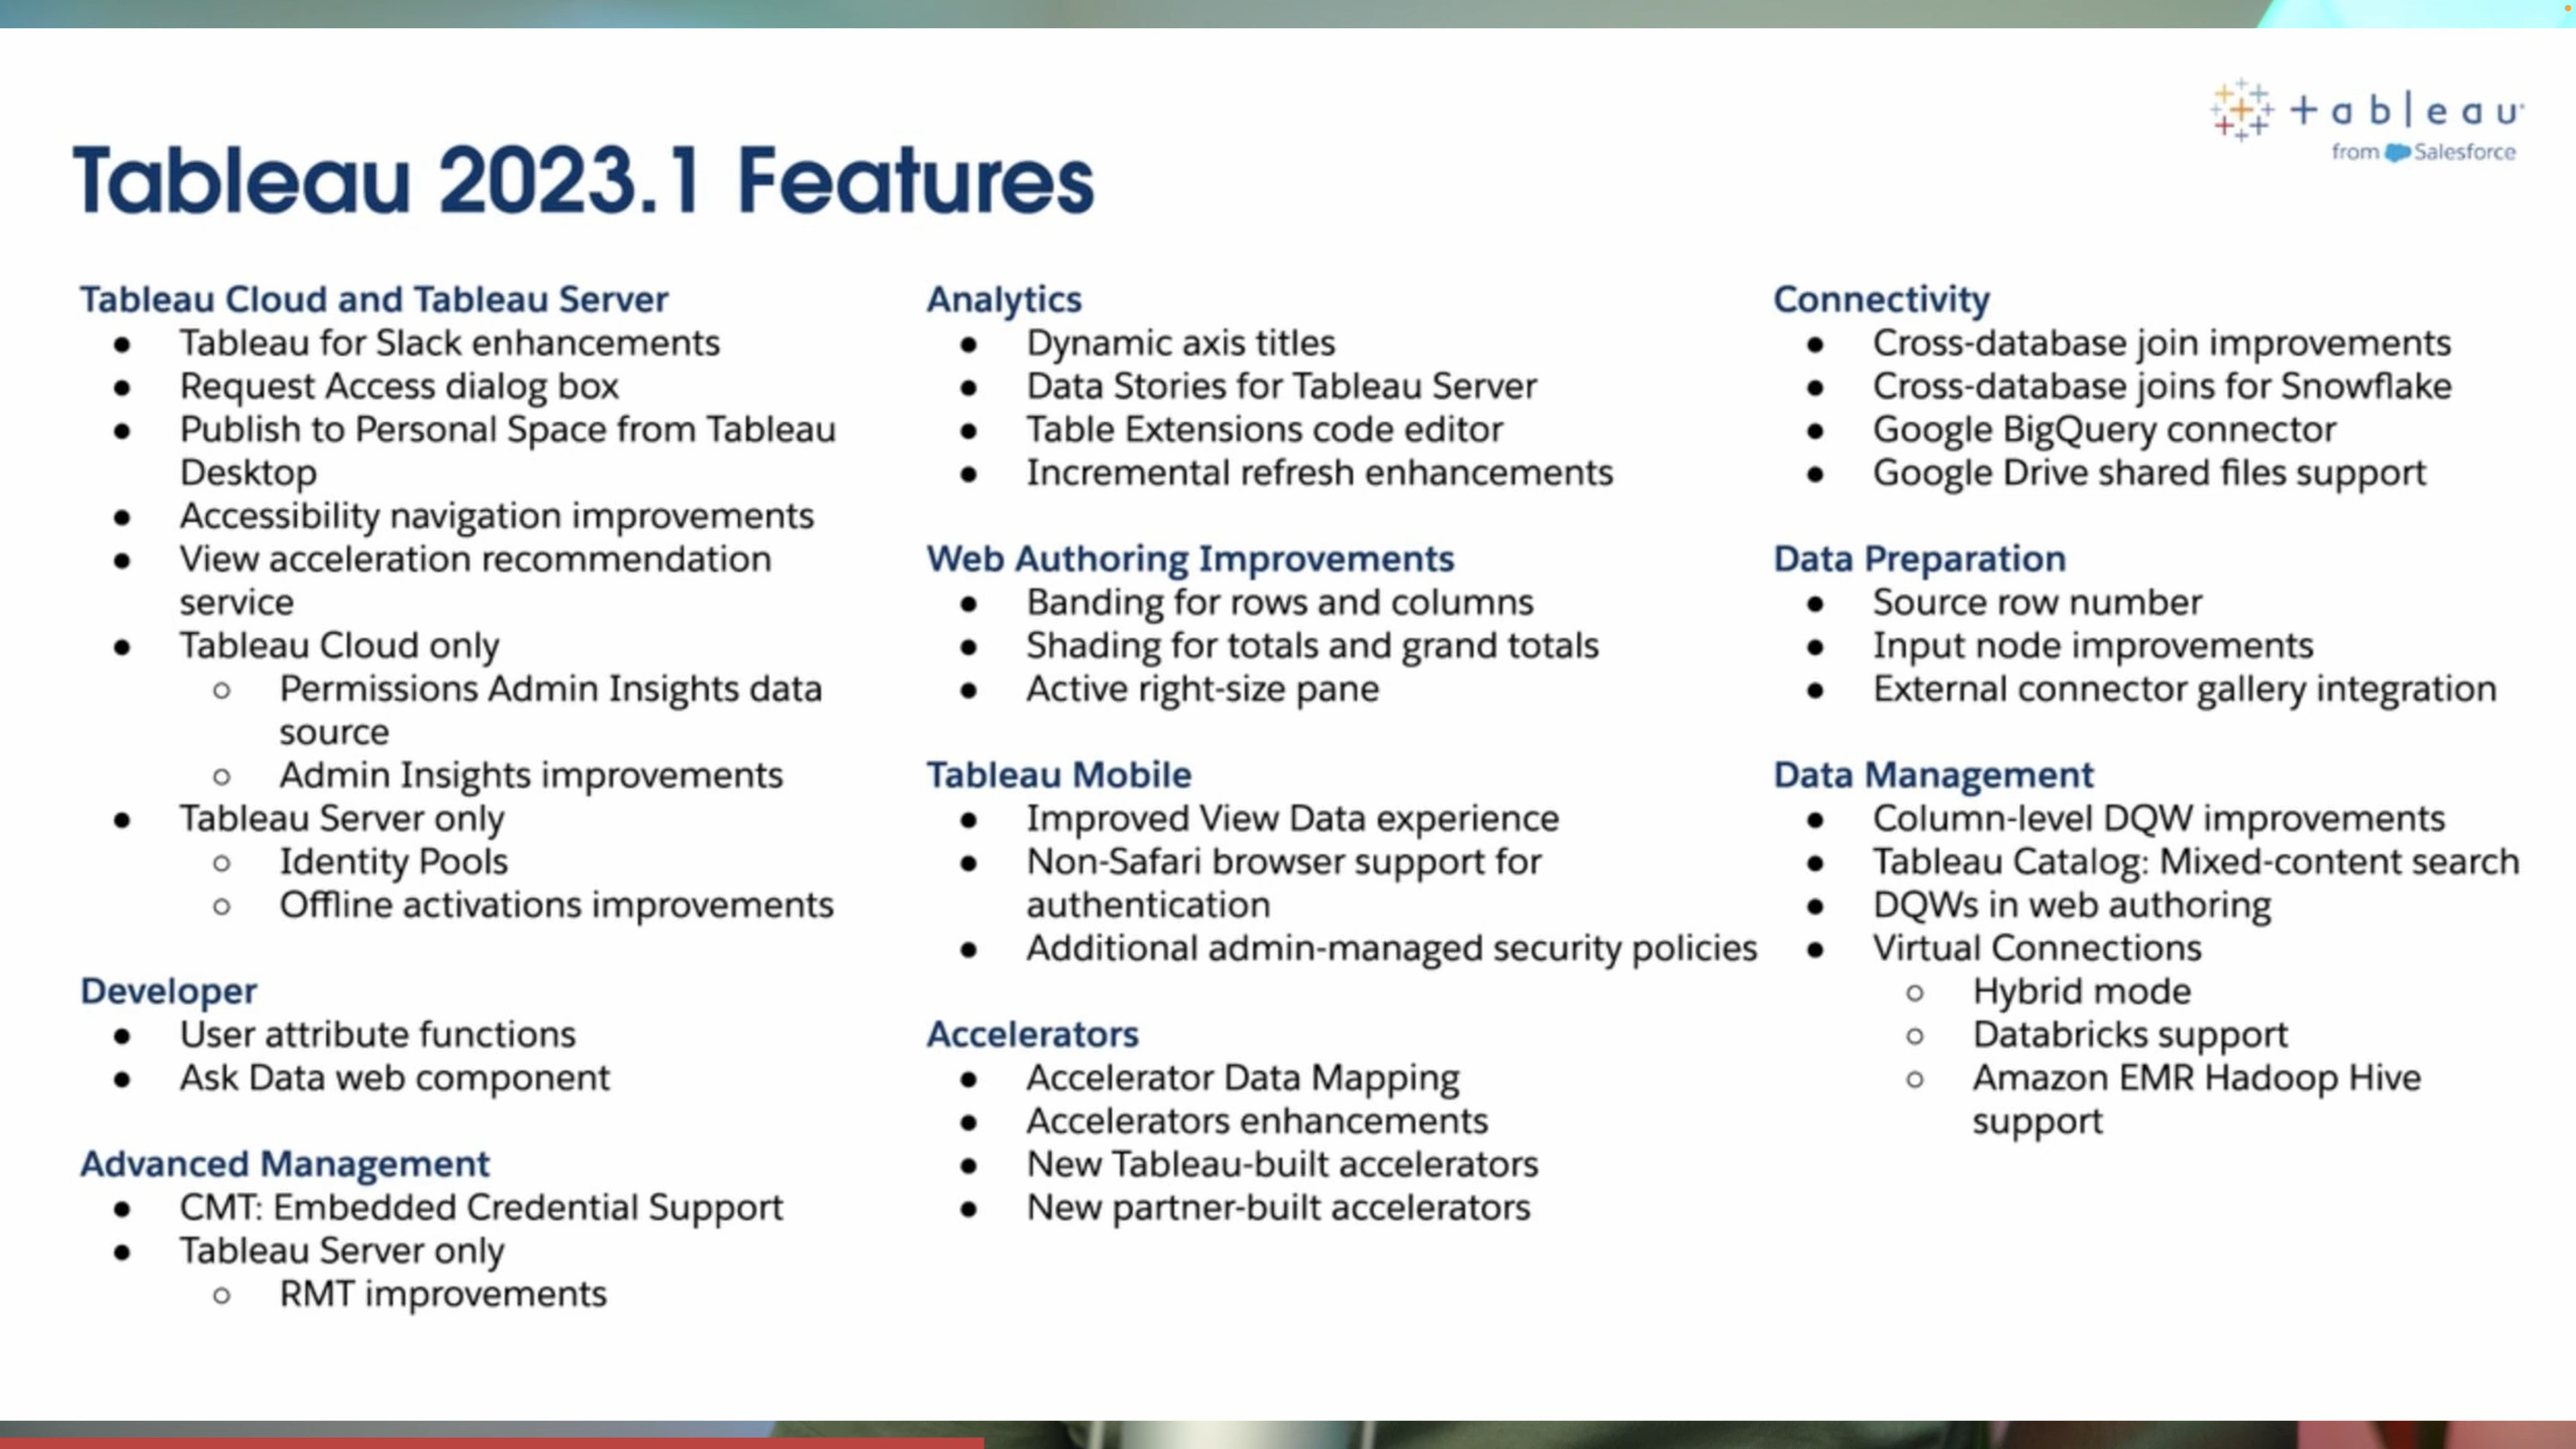 tableau
from Salesforce
Tableau 2023.1 Features
Tableau Cloud and Tableau Server
● Tableau for Slack enhancements
● Request Access dialog box
● Publish to Personal Space from Tableau
Desktop
● Accessibility navigation improvements
● View acceleration recommendation
service
● Tableau Cloud only
○ Permissions Admin Insights data
source
○ Admin Insights improvements
● Tableau Server only
○ Identity Pools
○ Offline activations improvements
Developer
● User attribute functions
● Ask Data web component
Advanced Management
● CMT: Embedded Credential Support
● Tableau Server only
○ RMT improvements
Analytics
● Dynamic axis titles
● Data Stories for Tableau Server
● Table Extensions code editor
● Incremental refresh enhancements
Web Authoring Improvements
● Banding for rows and columns
● Shading for totals and grand totals
● Active right-size pane
Tableau Mobile
● Improved View Data experience
● Non-Safari browser support for
authentication
● Additional admin-managed security policies
Accelerators
● Accelerator Data Mapping
● Accelerators enhancements
● New Tableau-built accelerators
● New partner-built accelerators
Connectivity
● Cross-database join improvements
● Cross-database joins for Snowflake
● Google BigQuery connector
● Google Drive shared files support
Data Preparation
● Source row number
● Input node improvements
● External connector gallery integration
Data Management
● Column-level DQW improvements
● Tableau Catalog: Mixed-content search
● DQWs in web authoring
● Virtual Connections
○ Hybrid mode
○ Databricks support
○ Amazon EMR Hadoop Hive
support